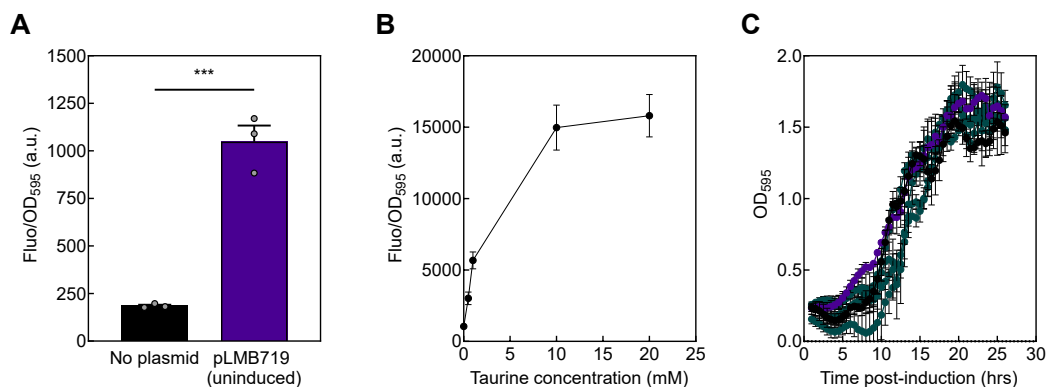 A
Fluo/OD595 (a.u.)
1500
1250
1000
750
500
250
0
***
No plasmid
pLMB719
(uninduced)
B
Fluo/OD595 (a.u.)
20000
15000
10000
5000
0
0 5 10 15 20 25
Taurine concentration (mM)
C
OD595
2.0
1.5
1.0
0.5
0.0
0 5 10 15 20 25 30
Time post-induction (hrs)